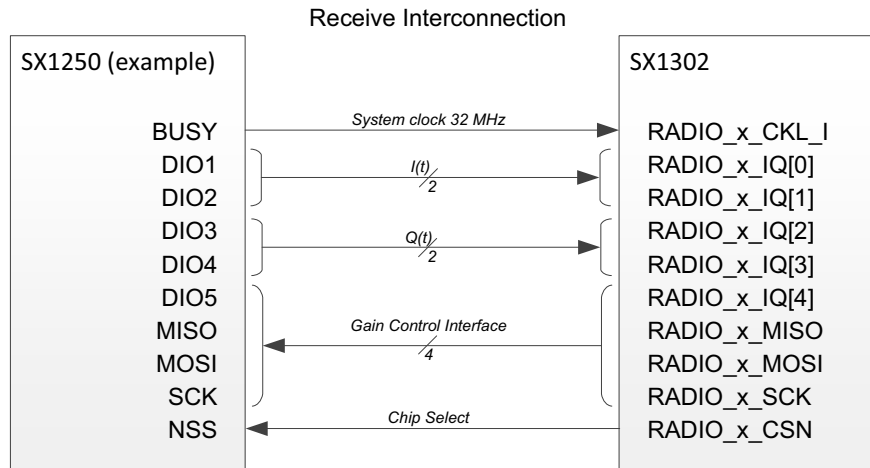 Receive Interconnection
SX1250 (example)
SX1302
BUSY
System clock 32 MHz
RADIO_x_CKL_I
DIO1
I(t)
2
RADIO_x_IQ[0]
DIO2
RADIO_x_IQ[1]
DIO3
Q(t)
2
RADIO_x_IQ[2]
DIO4
RADIO_x_IQ[3]
DIO5
RADIO_x_IQ[4]
MISO
Gain Control Interface
4
RADIO_x_MISO
MOSI
RADIO_x_MOSI
SCK
RADIO_x_SCK
NSS
Chip Select
RADIO_x_CSN